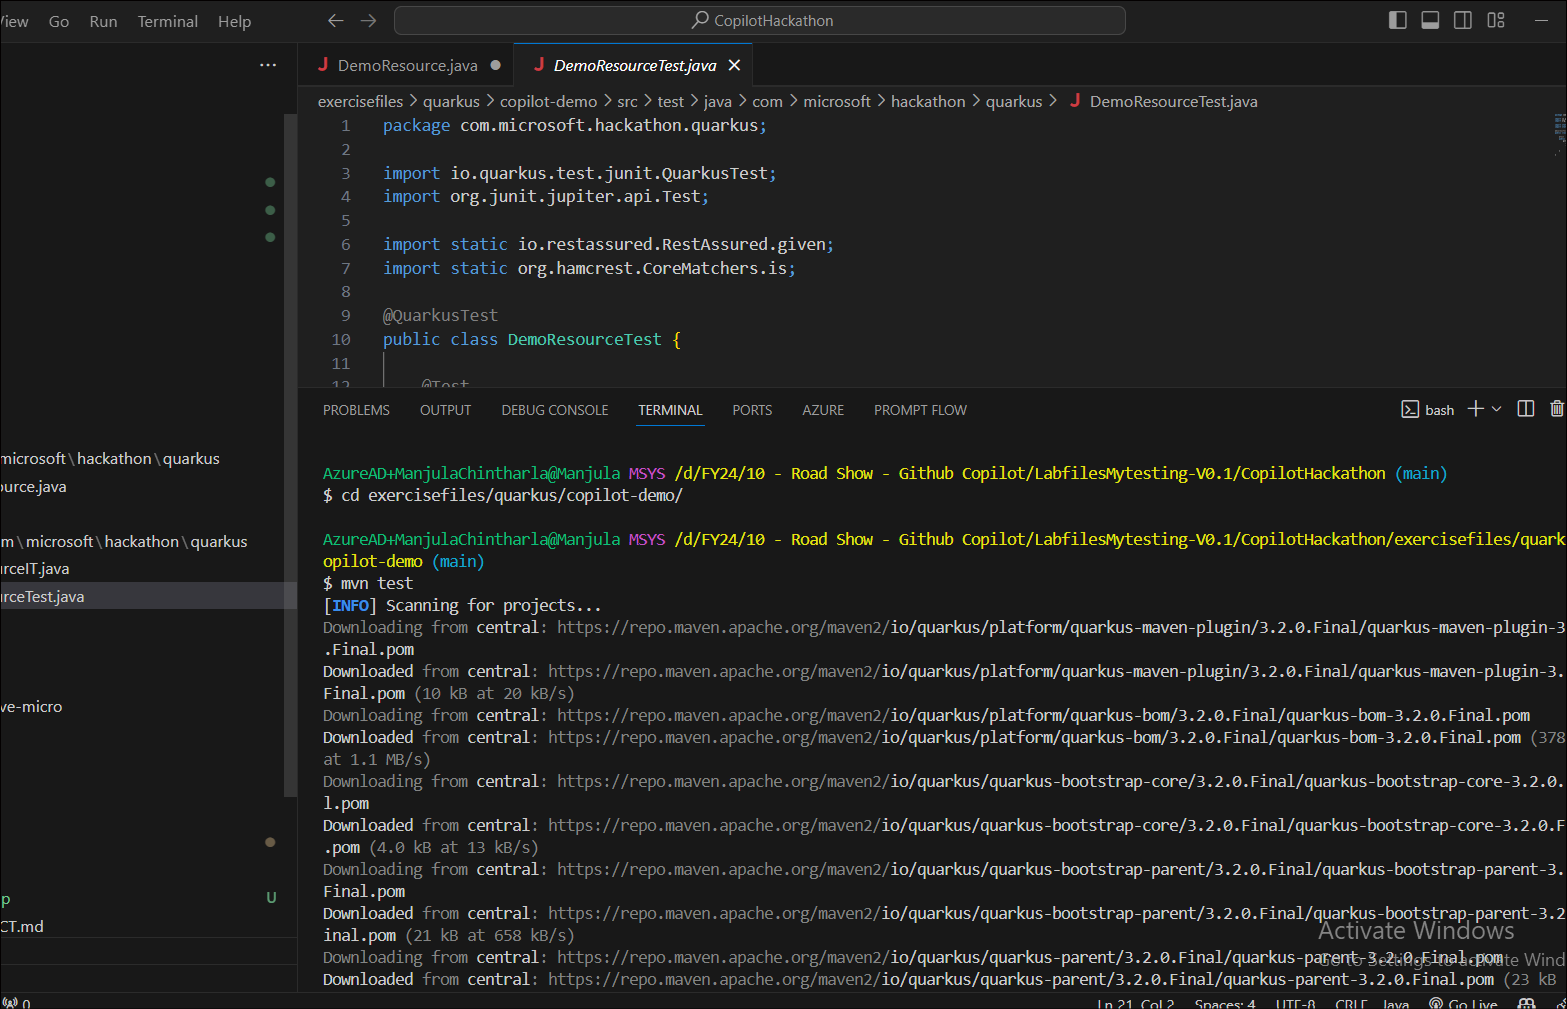 View Go Run Terminal Help CopilotHackathon
DemoResource.java DemoResourceTest.java
exercisefiles > quarkus > copilot-demo > src > test > java > com > microsoft > hackathon > quarkus > DemoResourceTest.java
1 package com.microsoft.hackathon.quarkus;
2
3 import io.quarkus.test.junit.QuarkusTest;
4 import org.junit.jupiter.api.Test;
5
6 import static io.restassured.RestAssured.given;
7 import static org.hamcrest.CoreMatchers.is;
8
9 @QuarkusTest
10 public class DemoResourceTest {
11
12 @Test
microsoft\hackathon\quarkus
ource.java
m\microsoft\hackathon\quarkus
rceIT.java
rceTest.java
ve-micro
p U
CT.md
0
PROBLEMS OUTPUT DEBUG CONSOLE TERMINAL PORTS AZURE PROMPT FLOW bash
AzureAD+ManjulaChintharla@Manjula MSYS /d/FY24/10 - Road Show - Github Copilot/LabfilesMytesting-V0.1/CopilotHackathon (main)
$ cd exercisefiles/quarkus/copilot-demo/
AzureAD+ManjulaChintharla@Manjula MSYS /d/FY24/10 - Road Show - Github Copilot/LabfilesMytesting-V0.1/CopilotHackathon/exercisefiles/quark
opilot-demo (main)
$ mvn test
[INFO] Scanning for projects...
Downloading from central: https://repo.maven.apache.org/maven2/io/quarkus/platform/quarkus-maven-plugin/3.2.0.Final/quarkus-maven-plugin-3
.Final.pom
Downloaded from central: https://repo.maven.apache.org/maven2/io/quarkus/platform/quarkus-maven-plugin/3.2.0.Final/quarkus-maven-plugin-3.
Final.pom (10 kB at 20 kB/s)
Downloading from central: https://repo.maven.apache.org/maven2/io/quarkus/platform/quarkus-bom/3.2.0.Final/quarkus-bom-3.2.0.Final.pom
Downloaded from central: https://repo.maven.apache.org/maven2/io/quarkus/platform/quarkus-bom/3.2.0.Final/quarkus-bom-3.2.0.Final.pom (378
at 1.1 MB/s)
Downloading from central: https://repo.maven.apache.org/maven2/io/quarkus/quarkus-bootstrap-core/3.2.0.Final/quarkus-bootstrap-core-3.2.0.
l.pom
Downloaded from central: https://repo.maven.apache.org/maven2/io/quarkus/quarkus-bootstrap-core/3.2.0.Final/quarkus-bootstrap-core-3.2.0.F
.pom (4.0 kB at 13 kB/s)
Downloading from central: https://repo.maven.apache.org/maven2/io/quarkus/quarkus-bootstrap-parent/3.2.0.Final/quarkus-bootstrap-parent-3.
Final.pom
Downloaded from central: https://repo.maven.apache.org/maven2/io/quarkus/quarkus-bootstrap-parent/3.2.0.Final/quarkus-bootstrap-parent-3.2
inal.pom (21 kB at 658 kB/s)
Downloading from central: https://repo.maven.apache.org/maven2/io/quarkus/quarkus-parent/3.2.0.Final/quarkus-parent-3.2.0.Final.pom
Downloaded from central: https://repo.maven.apache.org/maven2/io/quarkus/quarkus-parent/3.2.0.Final/quarkus-parent-3.2.0.Final.pom (23 kB
Activate Windows
Go to Settings to activate Wind
Ln 21, Col 2 Spaces: 4 UTF-8 CRLF Java Go Live